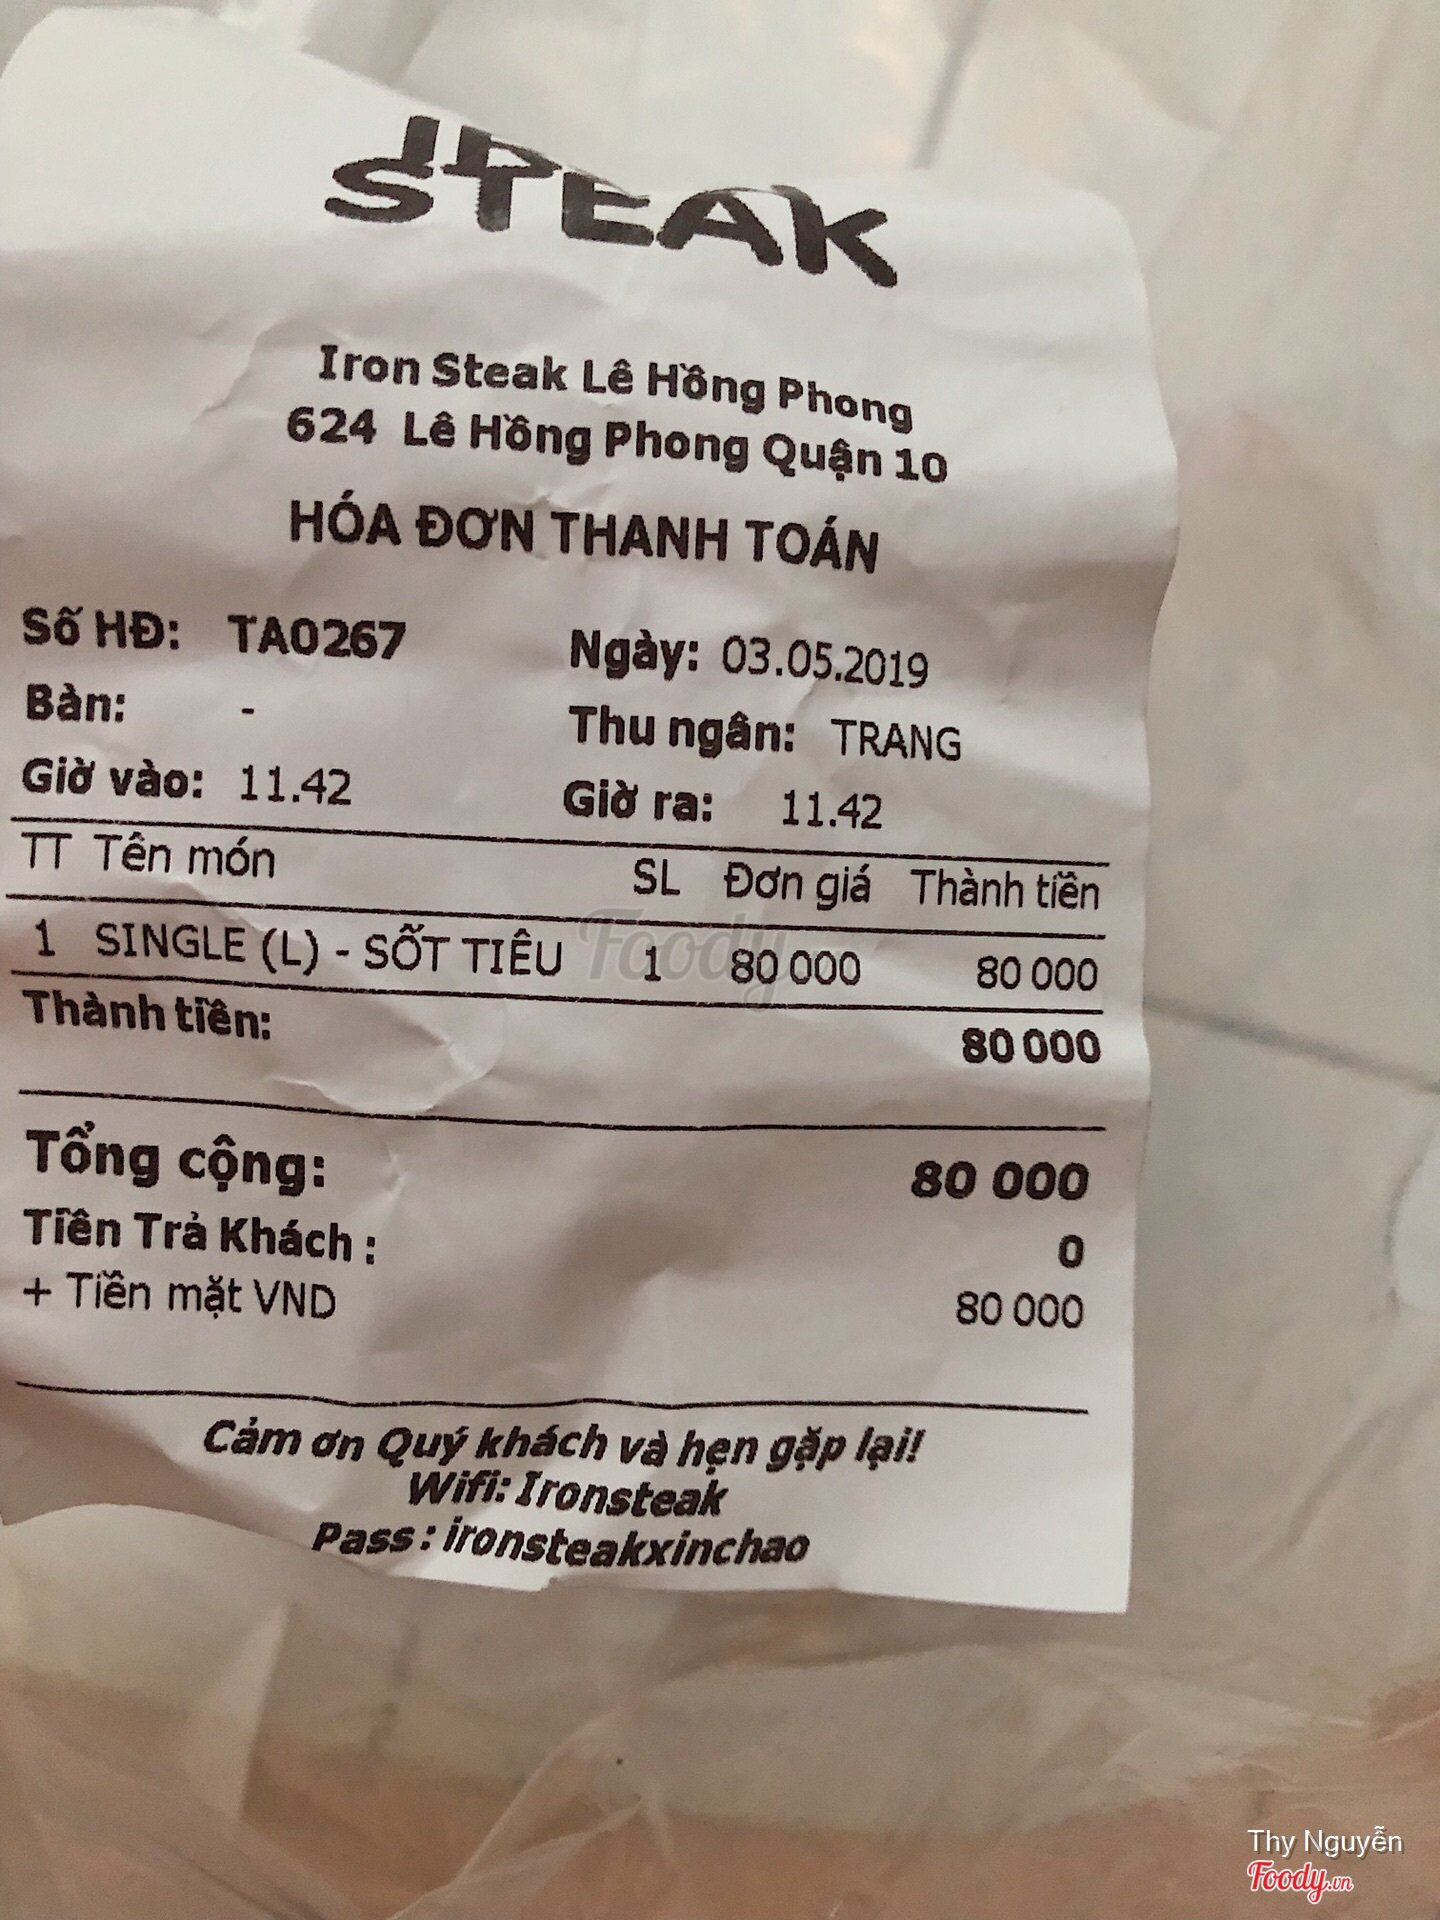 STEAK
Iron Steak Lê Hồng Phong
624 Lê Hồng Phong Quận 10
HÓA ĐƠN THANH TOÁN
Số HĐ: TA0267 Ngày: 03.05.2019
Bàn: - Thu ngân: TRANG
Giờ vào: 11.42 Giờ ra: 11.42
TT Tên món SL Đơn giá Thành tiền
1 SINGLE (L) - SỐT TIÊU 1 80 000 80 000
Foody
Thành tiền: 80 000
Tổng cộng: 80 000
Tiền Trả Khách : 0
+ Tiền mặt VND 80 000
Cảm ơn Quý khách và hẹn gặp lại!
Wifi: Ironsteak
Pass : ironsteakxinchao
Thy Nguyễn
Foody.vn